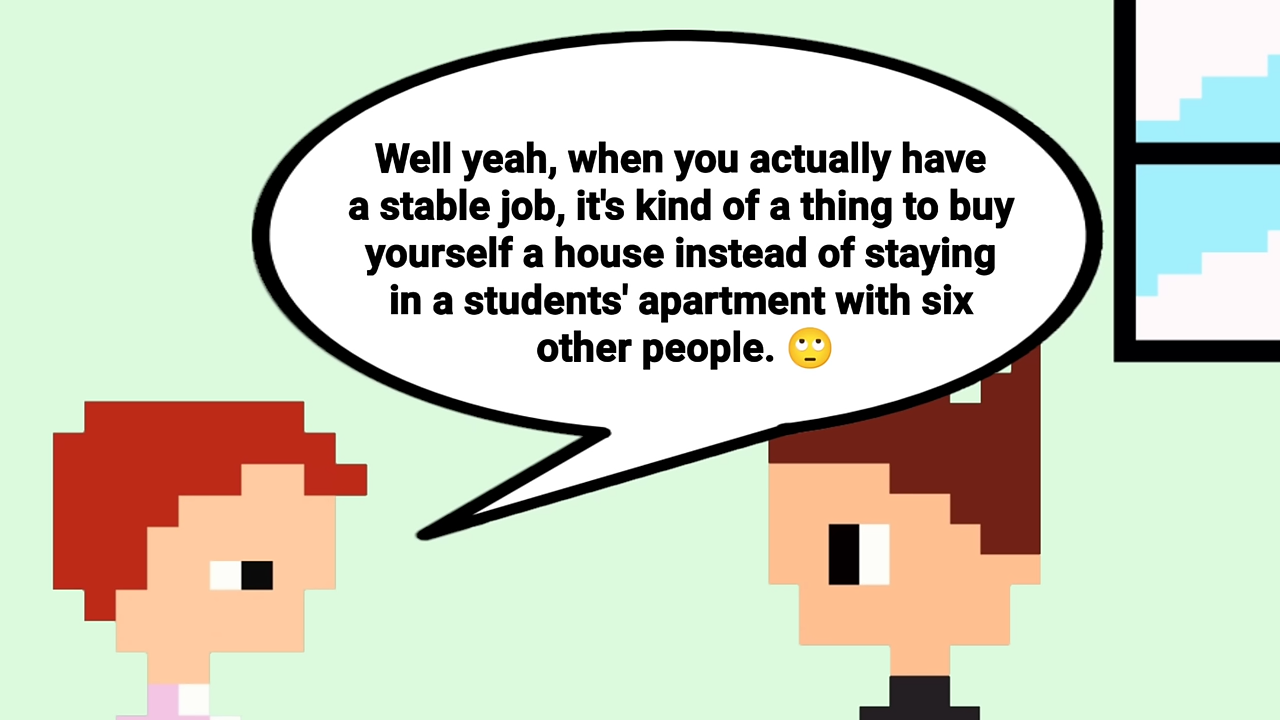 Well yeah, when you actually have
a stable job, it's kind of a thing to buy
yourself a house instead of staying
in a students' apartment with six
other people. 🙄